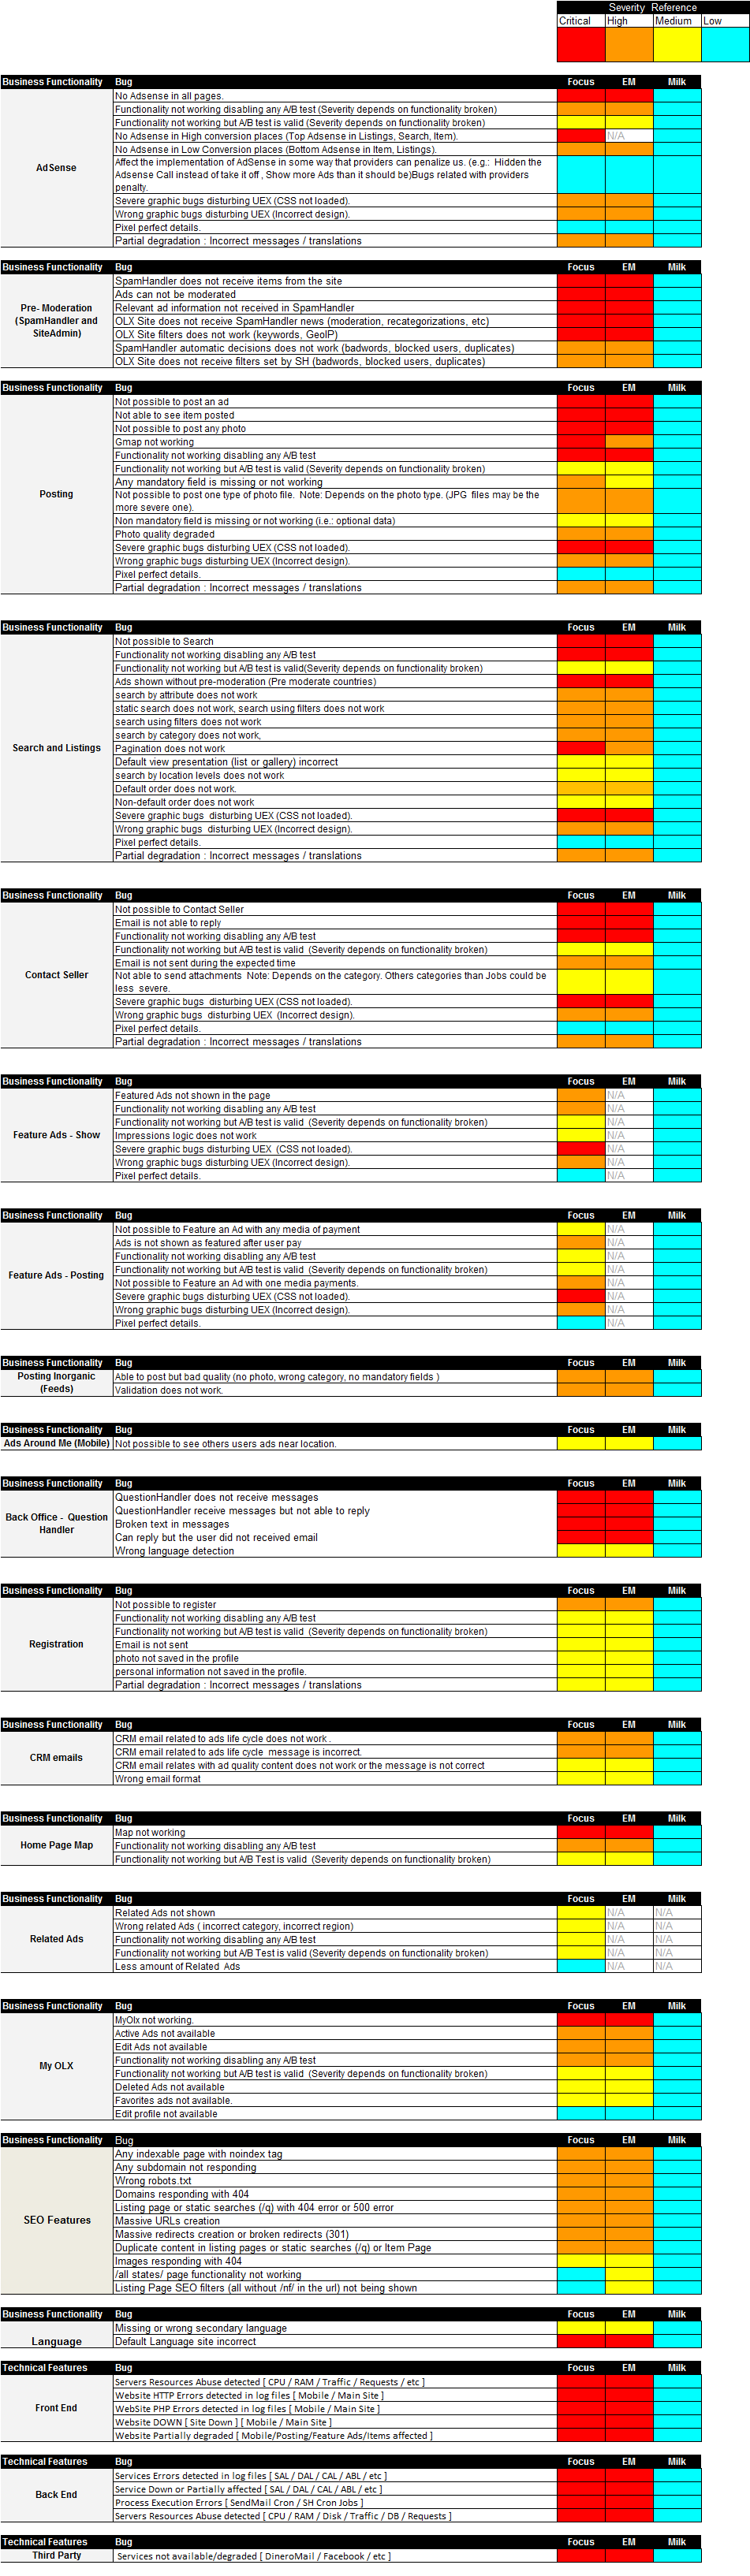 Severity Reference
Critical High Medium Low
Business Functionality Bug Focus EM Milk
AdSense
No Adsense in all pages.
Functionality not working disabling any A/B test (Severity depends on functionality broken)
Functionality not working but A/B test is valid (Severity depends on functionality broken)
No Adsense in High conversion places (Top Adsense in Listings, Search, Item). N/A
No Adsense in Low Conversion places (Bottom Adsense in Item, Listings).
Affect the implementation of AdSense in some way that providers can penalize us. (e.g.: Hidden the
Adsense Call instead of take it off , Show more Ads than it should be)Bugs related with providers
penalty.
Severe graphic bugs disturbing UEX (CSS not loaded).
Wrong graphic bugs disturbing UEX (Incorrect design).
Pixel perfect details.
Partial degradation : Incorrect messages / translations
Business Functionality Bug Focus EM Milk
Pre- Moderation
(SpamHandler and
SiteAdmin)
SpamHandler does not receive items from the site
Ads can not be moderated
Relevant ad information not received in SpamHandler
OLX Site does not receive SpamHandler news (moderation, recategorizations, etc)
OLX Site filters does not work (keywords, GeoIP)
SpamHandler automatic decisions does not work (badwords, blocked users, duplicates)
OLX Site does not receive filters set by SH (badwords, blocked users, duplicates)
Business Functionality Bug Focus EM Milk
Posting
Not possible to post an ad
Not able to see item posted
Not possible to post any photo
Gmap not working
Functionality not working disabling any A/B test
Functionality not working but A/B test is valid (Severity depends on functionality broken)
Any mandatory field is missing or not working
Not possible to post one type of photo file. Note: Depends on the photo type. (JPG files may be the
more severe one).
Non mandatory field is missing or not working (i.e.: optional data)
Photo quality degraded
Severe graphic bugs disturbing UEX (CSS not loaded).
Wrong graphic bugs disturbing UEX (Incorrect design).
Pixel perfect details.
Partial degradation : Incorrect messages / translations
Business Functionality Bug Focus EM Milk
Search and Listings
Not possible to Search
Functionality not working disabling any A/B test
Functionality not working but A/B test is valid(Severity depends on functionality broken)
Ads shown without pre-moderation (Pre moderate countries)
search by attribute does not work
static search does not work, search using filters does not work
search using filters does not work
search by category does not work,
Pagination does not work
Default view presentation (list or gallery) incorrect
search by location levels does not work
Default order does not work.
Non-default order does not work
Severe graphic bugs disturbing UEX (CSS not loaded).
Wrong graphic bugs disturbing UEX (Incorrect design).
Pixel perfect details.
Partial degradation : Incorrect messages / translations
Business Functionality Bug Focus EM Milk
Contact Seller
Not possible to Contact Seller
Email is not able to reply
Functionality not working disabling any A/B test
Functionality not working but A/B test is valid (Severity depends on functionality broken)
Email is not sent during the expected time
Not able to send attachments Note: Depends on the category. Others categories than Jobs could be
less severe.
Severe graphic bugs disturbing UEX (CSS not loaded).
Wrong graphic bugs disturbing UEX (Incorrect design).
Pixel perfect details.
Partial degradation : Incorrect messages / translations
Business Functionality Bug Focus EM Milk
Feature Ads - Show
Featured Ads not shown in the page N/A
Functionality not working disabling any A/B test N/A
Functionality not working but A/B test is valid (Severity depends on functionality broken) N/A
Impressions logic does not work N/A
Severe graphic bugs disturbing UEX (CSS not loaded). N/A
Wrong graphic bugs disturbing UEX (Incorrect design). N/A
Pixel perfect details. N/A
Business Functionality Bug Focus EM Milk
Feature Ads - Posting
Not possible to Feature an Ad with any media of payment N/A
Ads is not shown as featured after user pay N/A
Functionality not working disabling any A/B test N/A
Functionality not working but A/B test is valid (Severity depends on functionality broken) N/A
Not possible to Feature an Ad with one media payments. N/A
Severe graphic bugs disturbing UEX (CSS not loaded). N/A
Wrong graphic bugs disturbing UEX (Incorrect design). N/A
Pixel perfect details. N/A
Business Functionality Bug Focus EM Milk
Posting Inorganic
(Feeds)
Able to post but bad quality (no photo, wrong category, no mandatory fields )
Validation does not work.
Business Functionality Bug Focus EM Milk
Ads Around Me (Mobile) Not possible to see others users ads near location.
Business Functionality Bug Focus EM Milk
Back Office - Question
Handler
QuestionHandler does not receive messages
QuestionHandler receive messages but not able to reply
Broken text in messages
Can reply but the user did not received email
Wrong language detection
Business Functionality Bug Focus EM Milk
Registration
Not possible to register
Functionality not working disabling any A/B test
Functionality not working but A/B test is valid (Severity depends on functionality broken)
Email is not sent
photo not saved in the profile
personal information not saved in the profile.
Partial degradation : Incorrect messages / translations
Business Functionality Bug Focus EM Milk
CRM emails
CRM email related to ads life cycle does not work .
CRM email related to ads life cycle message is incorrect.
CRM email relates with ad quality content does not work or the message is not correct
Wrong email format
Business Functionality Bug Focus EM Milk
Home Page Map
Map not working
Functionality not working disabling any A/B test
Functionality not working but A/B Test is valid (Severity depends on functionality broken)
Business Functionality Bug Focus EM Milk
Related Ads
Related Ads not shown N/A N/A
Wrong related Ads ( incorrect category, incorrect region) N/A N/A
Functionality not working disabling any A/B test N/A N/A
Functionality not working but A/B Test is valid (Severity depends on functionality broken) N/A N/A
Less amount of Related Ads N/A N/A
Business Functionality Bug Focus EM Milk
My OLX
MyOlx not working.
Active Ads not available
Edit Ads not available
Functionality not working disabling any A/B test
Functionality not working but A/B test is valid (Severity depends on functionality broken)
Deleted Ads not available
Favorites ads not available.
Edit profile not available
Business Functionality Bug Focus EM Milk
SEO Features
Any indexable page with noindex tag
Any subdomain not responding
Wrong robots.txt
Domains responding with 404
Listing page or static searches (/q) with 404 error or 500 error
Massive URLs creation
Massive redirects creation or broken redirects (301)
Duplicate content in listing pages or static searches (/q) or Item Page
Images responding with 404
/all states/ page functionality not working
Listing Page SEO filters (all without /nf/ in the url) not being shown
Business Functionality Bug Focus EM Milk
Language
Missing or wrong secondary language
Default Language site incorrect
Technical Features Bug Focus EM Milk
Front End
Servers Resources Abuse detected [ CPU / RAM / Traffic / Requests / etc ]
Website HTTP Errors detected in log files [ Mobile / Main Site ]
WebSite PHP Errors detected in log files [ Mobile / Main Site ]
Website DOWN [ Site Down ] [ Mobile / Main Site ]
Website Partially degraded [ Mobile/Posting/Feature Ads/Items affected ]
Technical Features Bug Focus EM Milk
Back End
Services Errors detected in log files [ SAL / DAL / CAL / ABL / etc ]
Service Down or Partially affected [ SAL / DAL / CAL / ABL / etc ]
Process Execution Errors [ SendMail Cron / SH Cron Jobs ]
Servers Resources Abuse detected [ CPU / RAM / Disk / Traffic / DB / Requests ]
Technical Features Bug Focus EM Milk
Third Party Services not available/degraded [ DineroMail / Facebook / etc ]